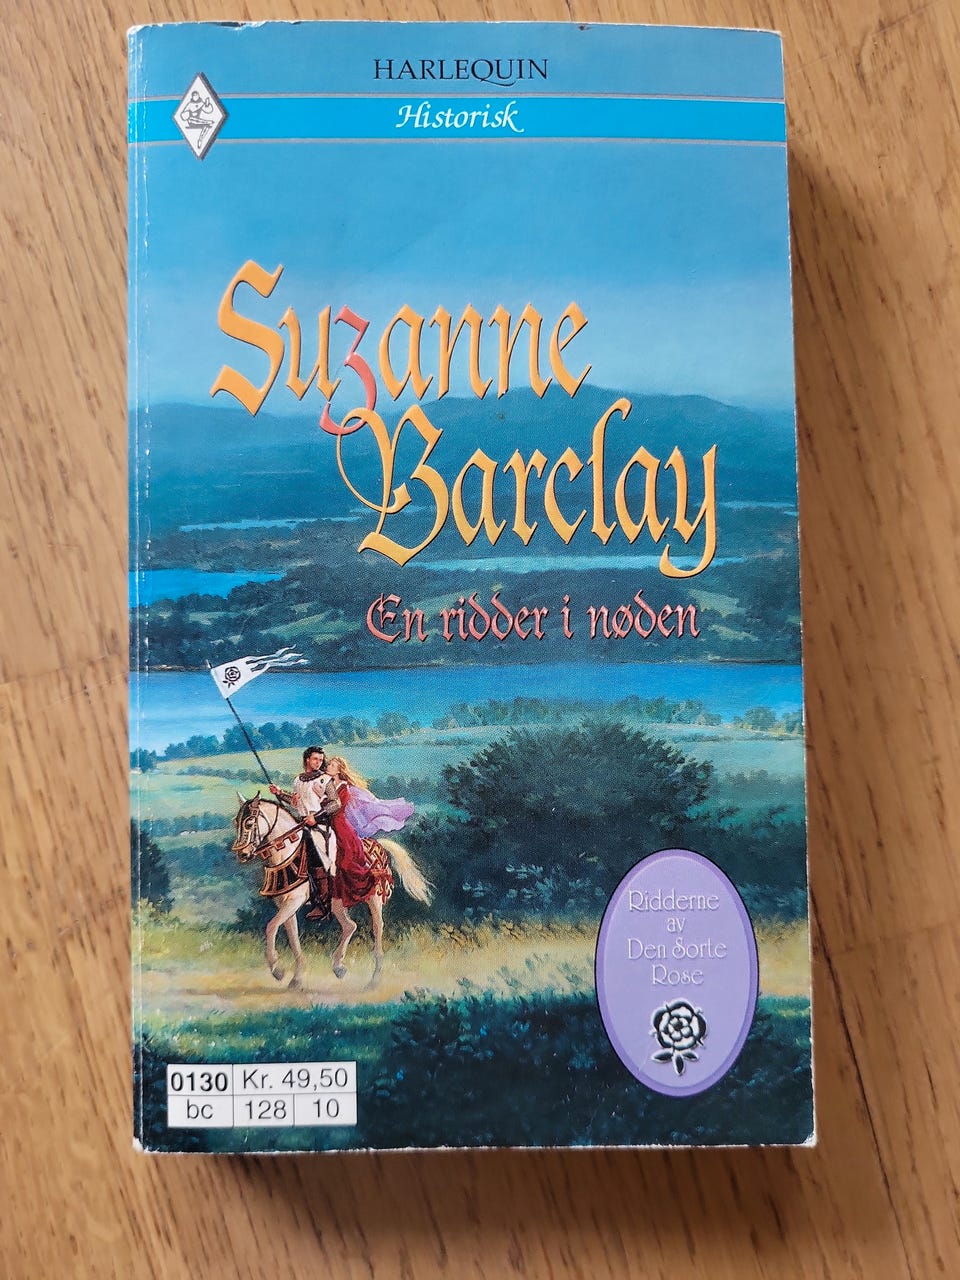 HARLEQUIN
Historisk
Suzanne
Barclay
En ridder i nøden
Ridderne
av
Den Sorte
Rose
0130 Kr. 49,50
bc 128 10